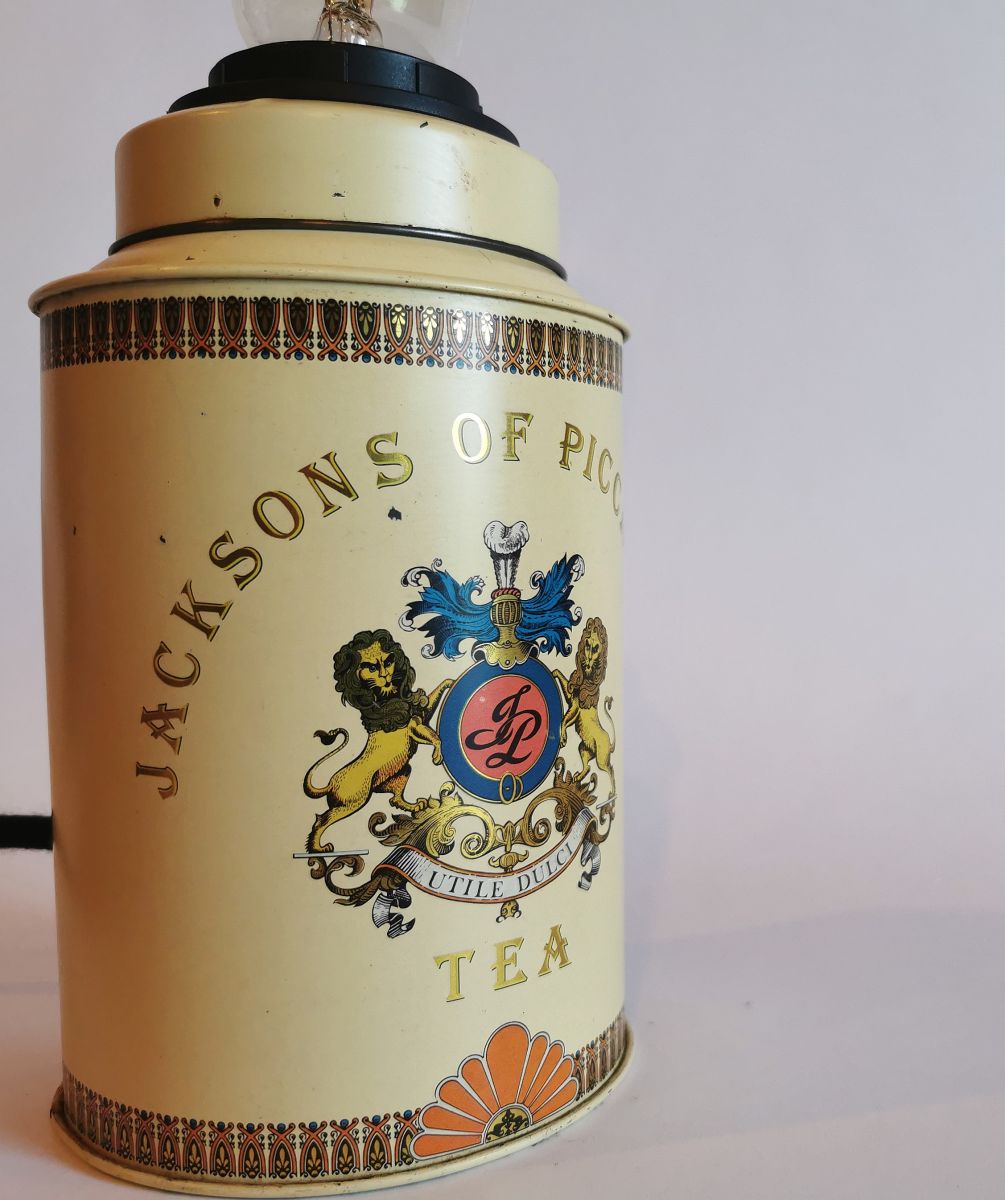 JACKSONS OF PICC
JP
UTILE DULCI
TEA